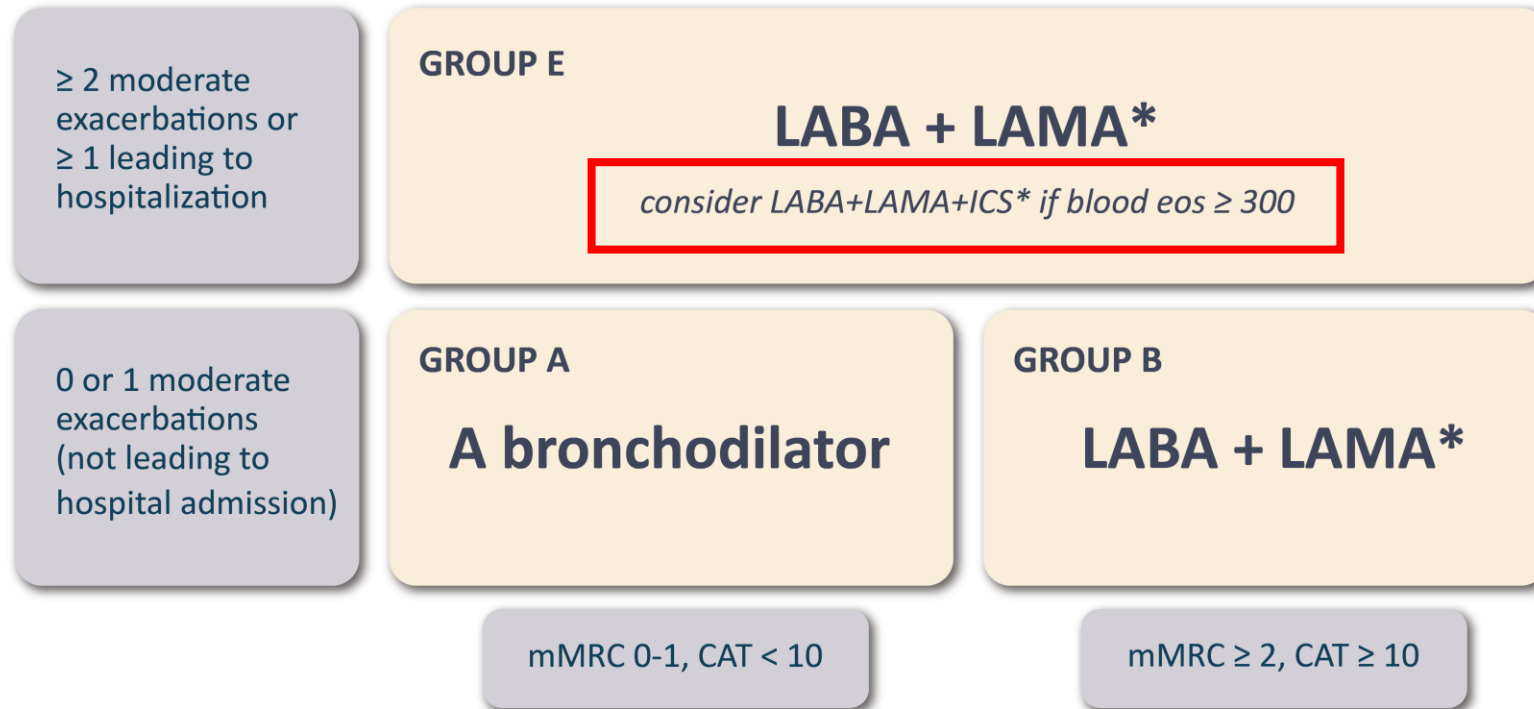 ≥ 2 moderate
exacerbations or
≥ 1 leading to
hospitalization
GROUP E
LABA + LAMA*
consider LABA+LAMA+ICS* if blood eos ≥ 300
0 or 1 moderate
exacerbations
(not leading to
hospital admission)
GROUP A
A bronchodilator
GROUP B
LABA + LAMA*
mMRC 0-1, CAT < 10
mMRC ≥ 2, CAT ≥ 10